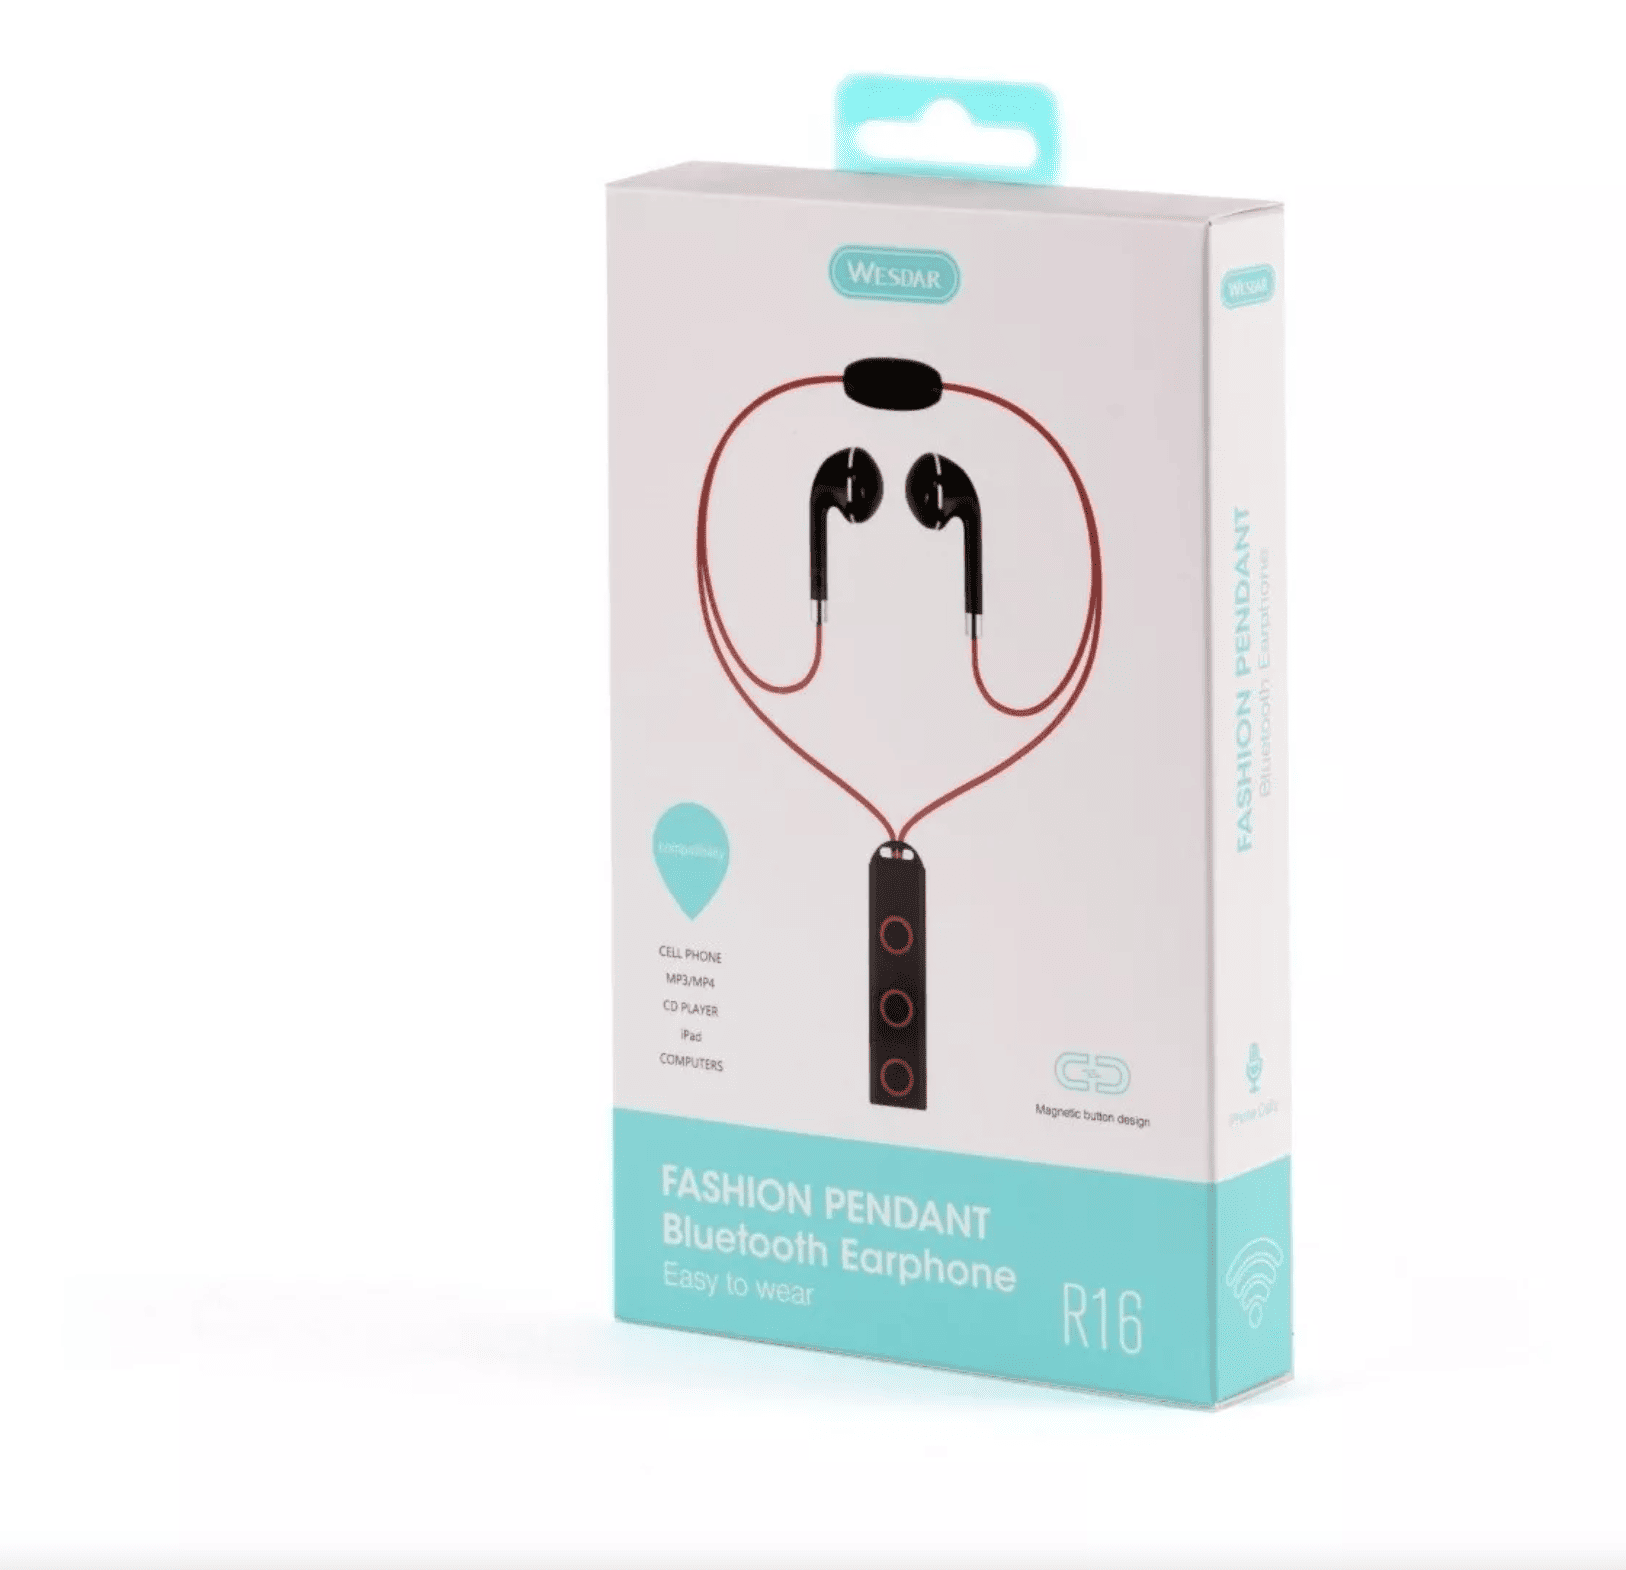 WESDAR
compatibility
CELL PHONE
MP3/MP4
CD PLAYER
iPad
COMPUTERS
Magnetic button design
FASHION PENDANT
Bluetooth Earphone
Easy to wear
R16
WESDAR
FASHION PENDANT
Bluetooth Earphone